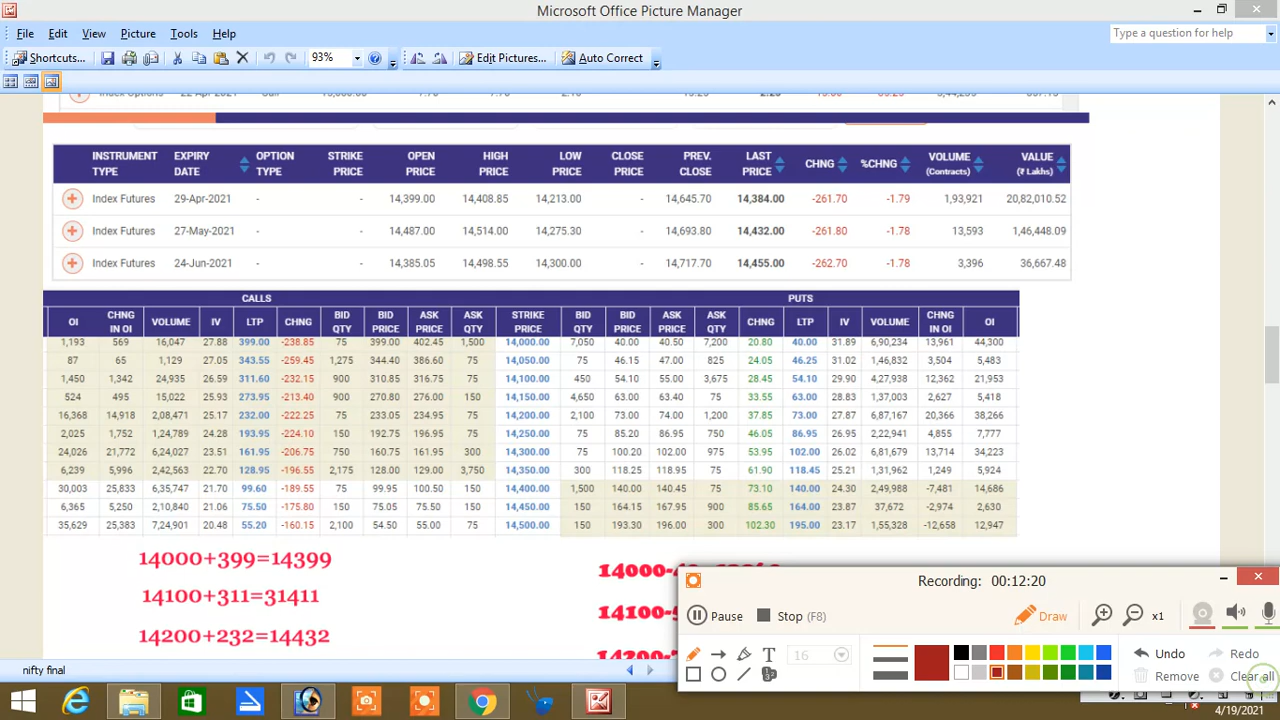 Microsoft Office Picture Manager
File Edit View Picture Tools Help
Type a question for help
Shortcuts... 93% Edit Pictures... Auto Correct
INSTRUMENT TYPE EXPIRY DATE OPTION TYPE STRIKE PRICE OPEN PRICE HIGH PRICE LOW PRICE CLOSE PRICE PREV. CLOSE LAST PRICE CHNG %CHNG VOLUME (Contracts) VALUE (₹ Lakhs)
Index Futures 29-Apr-2021 - - 14,399.00 14,408.85 14,213.00 - 14,645.70 14,384.00 -261.70 -1.79 1,93,921 20,82,010.52
Index Futures 27-May-2021 - - 14,487.00 14,514.00 14,275.30 - 14,693.80 14,432.00 -261.80 -1.78 13,593 1,46,448.09
Index Futures 24-Jun-2021 - - 14,385.05 14,498.55 14,300.00 - 14,717.70 14,455.00 -262.70 -1.78 3,396 36,667.48
CALLS PUTS
OI CHNG IN OI VOLUME IV LTP CHNG BID QTY BID PRICE ASK PRICE ASK QTY STRIKE PRICE BID QTY BID PRICE ASK PRICE ASK QTY CHNG LTP IV VOLUME CHNG IN OI OI
1,193 569 16,047 27.88 399.00 -238.85 75 399.00 402.45 1,500 14,000.00 7,050 40.00 40.50 7,200 20.80 40.00 31.89 6,90,234 13,961 44,300
87 65 1,129 27.05 343.55 -259.45 1,275 344.40 386.60 75 14,050.00 75 46.15 47.00 825 24.05 46.25 31.02 1,46,832 3,504 5,483
1,450 1,342 24,935 26.59 311.60 -232.15 900 310.85 316.75 75 14,100.00 450 54.10 55.00 3,675 28.45 54.10 29.90 4,27,938 12,362 21,953
524 495 15,022 25.93 273.95 -213.40 900 270.80 276.00 150 14,150.00 4,650 63.00 63.40 75 33.55 63.00 28.83 1,37,003 2,627 5,418
16,368 14,918 2,08,471 25.17 232.00 -222.25 75 233.05 234.95 75 14,200.00 2,100 73.00 74.00 1,200 37.85 73.00 27.87 6,87,167 20,366 38,266
2,025 1,752 1,24,789 24.28 193.95 -224.10 150 192.75 196.95 75 14,250.00 75 85.20 86.95 750 46.05 86.95 26.95 2,22,941 4,855 7,777
24,026 21,772 6,24,027 23.51 161.95 -206.75 750 160.75 161.95 300 14,300.00 75 100.20 102.00 975 53.95 102.00 26.02 6,81,679 13,714 34,223
6,239 5,996 2,42,563 22.70 128.95 -196.55 2,175 128.00 129.00 3,750 14,350.00 300 118.25 118.95 75 61.90 118.45 25.21 1,31,962 1,249 5,924
30,003 25,833 6,35,747 21.70 99.60 -189.55 75 99.95 100.50 150 14,400.00 1,500 140.00 140.45 75 73.10 140.00 24.30 2,49,988 -7,481 14,686
6,365 5,250 2,10,840 21.06 75.50 -175.80 150 75.05 75.50 150 14,450.00 150 164.15 167.95 900 85.65 164.00 23.87 37,672 -2,974 2,630
35,629 25,383 7,24,901 20.48 55.20 -160.15 2,100 54.50 55.00 75 14,500.00 150 193.30 196.00 300 102.30 195.00 23.17 1,55,328 -12,658 12,947
14000+399=14399
14100+311=31411
14200+232=14432
Recording: 00:12:20
Pause Stop (F8) Draw x1
T 16 Undo Redo
Remove Clear all
nifty final
4/19/2021